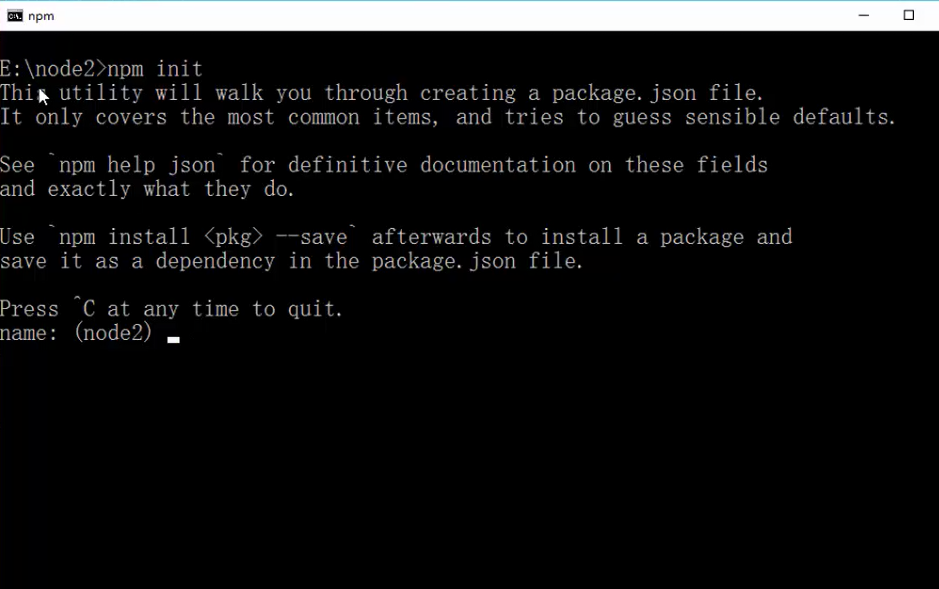 npm
E:\node2>npm init
This utility will walk you through creating a package.json file.
It only covers the most common items, and tries to guess sensible defaults.
See `npm help json` for definitive documentation on these fields
and exactly what they do.
Use `npm install <pkg> --save` afterwards to install a package and
save it as a dependency in the package.json file.
Press ^C at any time to quit.
name: (node2)